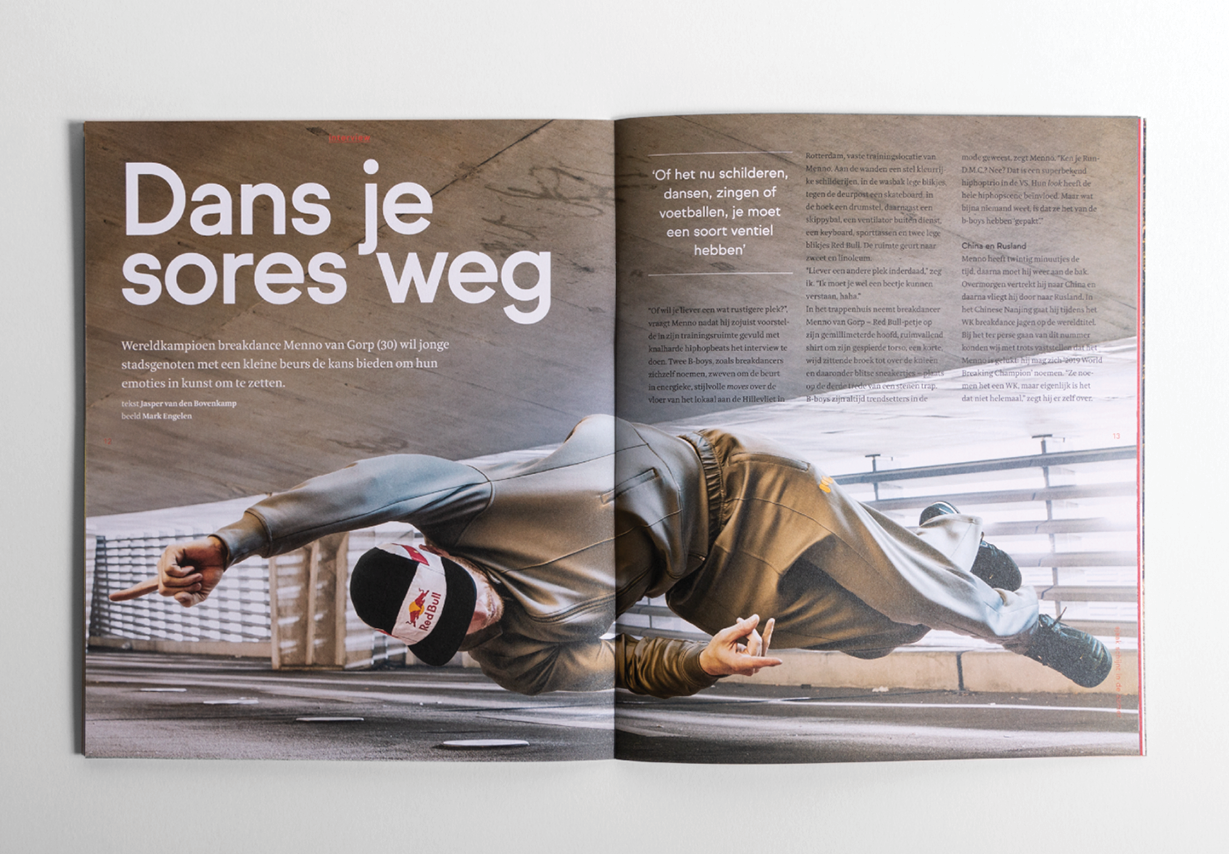 Dans je
sores weg
Wereldkampioen breakdance Menno van Gorp (30) wil jonge
stadsgenoten met een kleine beurs de kans bieden om hun
emoties in kunst om te zetten.
tekst Jasper van den Bovenkamp
beeld Mark Engelen
12
Red Bull
‘Of het nu schilderen,
dansen, zingen of
voetballen, je moet
een soort ventiel
hebben’
“Of wil je liever een wat rustigere plek?”,
vraagt Menno nadat hij zojuist voorstel-
de in zijn trainingsruimte gevuld met
knalharde hiphopbeats het interview te
doen. Twee B-boys, zoals breakdancers
zichzelf noemen, zweven om de beurt
in energieke, stijlvolle moves over de
vloer van het lokaal aan de Hillevliet in
Rotterdam, vaste trainingslocatie van
Menno. Aan de wanden een stel kleurrij
ke schilderijen, in de wasbak lege blikjes,
tegen de deurpost een skateboard, in
de hoek een drumstel, daarnaast een
skippybal, een ventilator buiten dienst,
een keyboard, sporttassen en twee lege
blikjes Red Bull. De ruimte geurt naar
zweet en linoleum.
“Liever een andere plek inderdaad,” zeg
ik. “Ik moet je wel een beetje kunnen
verstaan, haha.”
In het trappenhuis neemt breakdancer
Menno van Gorp – Red Bull-petje op
zijn gemillimeterde hoofd, ruimvallend
shirt om zijn gespierde torso, een korte,
wijd zittende broek tot over de knieën
en daaronder blitse sneakertjes – plaats
op de derde trede van een stenen trap.
B-boys zijn altijd trendsetters in de
mode geweest, zegt Menno. “Ken je Run-
D.M.C.? Nee? Dat is een superbekend
hiphoptrio in de VS. Hun look heeft de
hele hiphopscene beïnvloed. Maar wat
bijna niemand weet, is dat ze het van de
b-boys hebben ‘gepakt’.”
China en Rusland
Menno heeft twintig minuutjes de
tijd, daarna moet hij weer aan de bak.
Overmorgen vertrekt hij naar China en
daarna vliegt hij door naar Rusland. In
het Chinese Nanjing gaat hij tijdens het
WK breakdance jagen op de wereldtitel.
Bij het ter perse gaan van dit nummer
konden wij met trots vaststellen dat het
Menno is gelukt: hij mag zich ‘2019 World
Breaking Champion’ noemen. “Ze noe-
men het een WK, maar eigenlijk is het
dat niet helemaal,” zegt hij er zelf over.
13